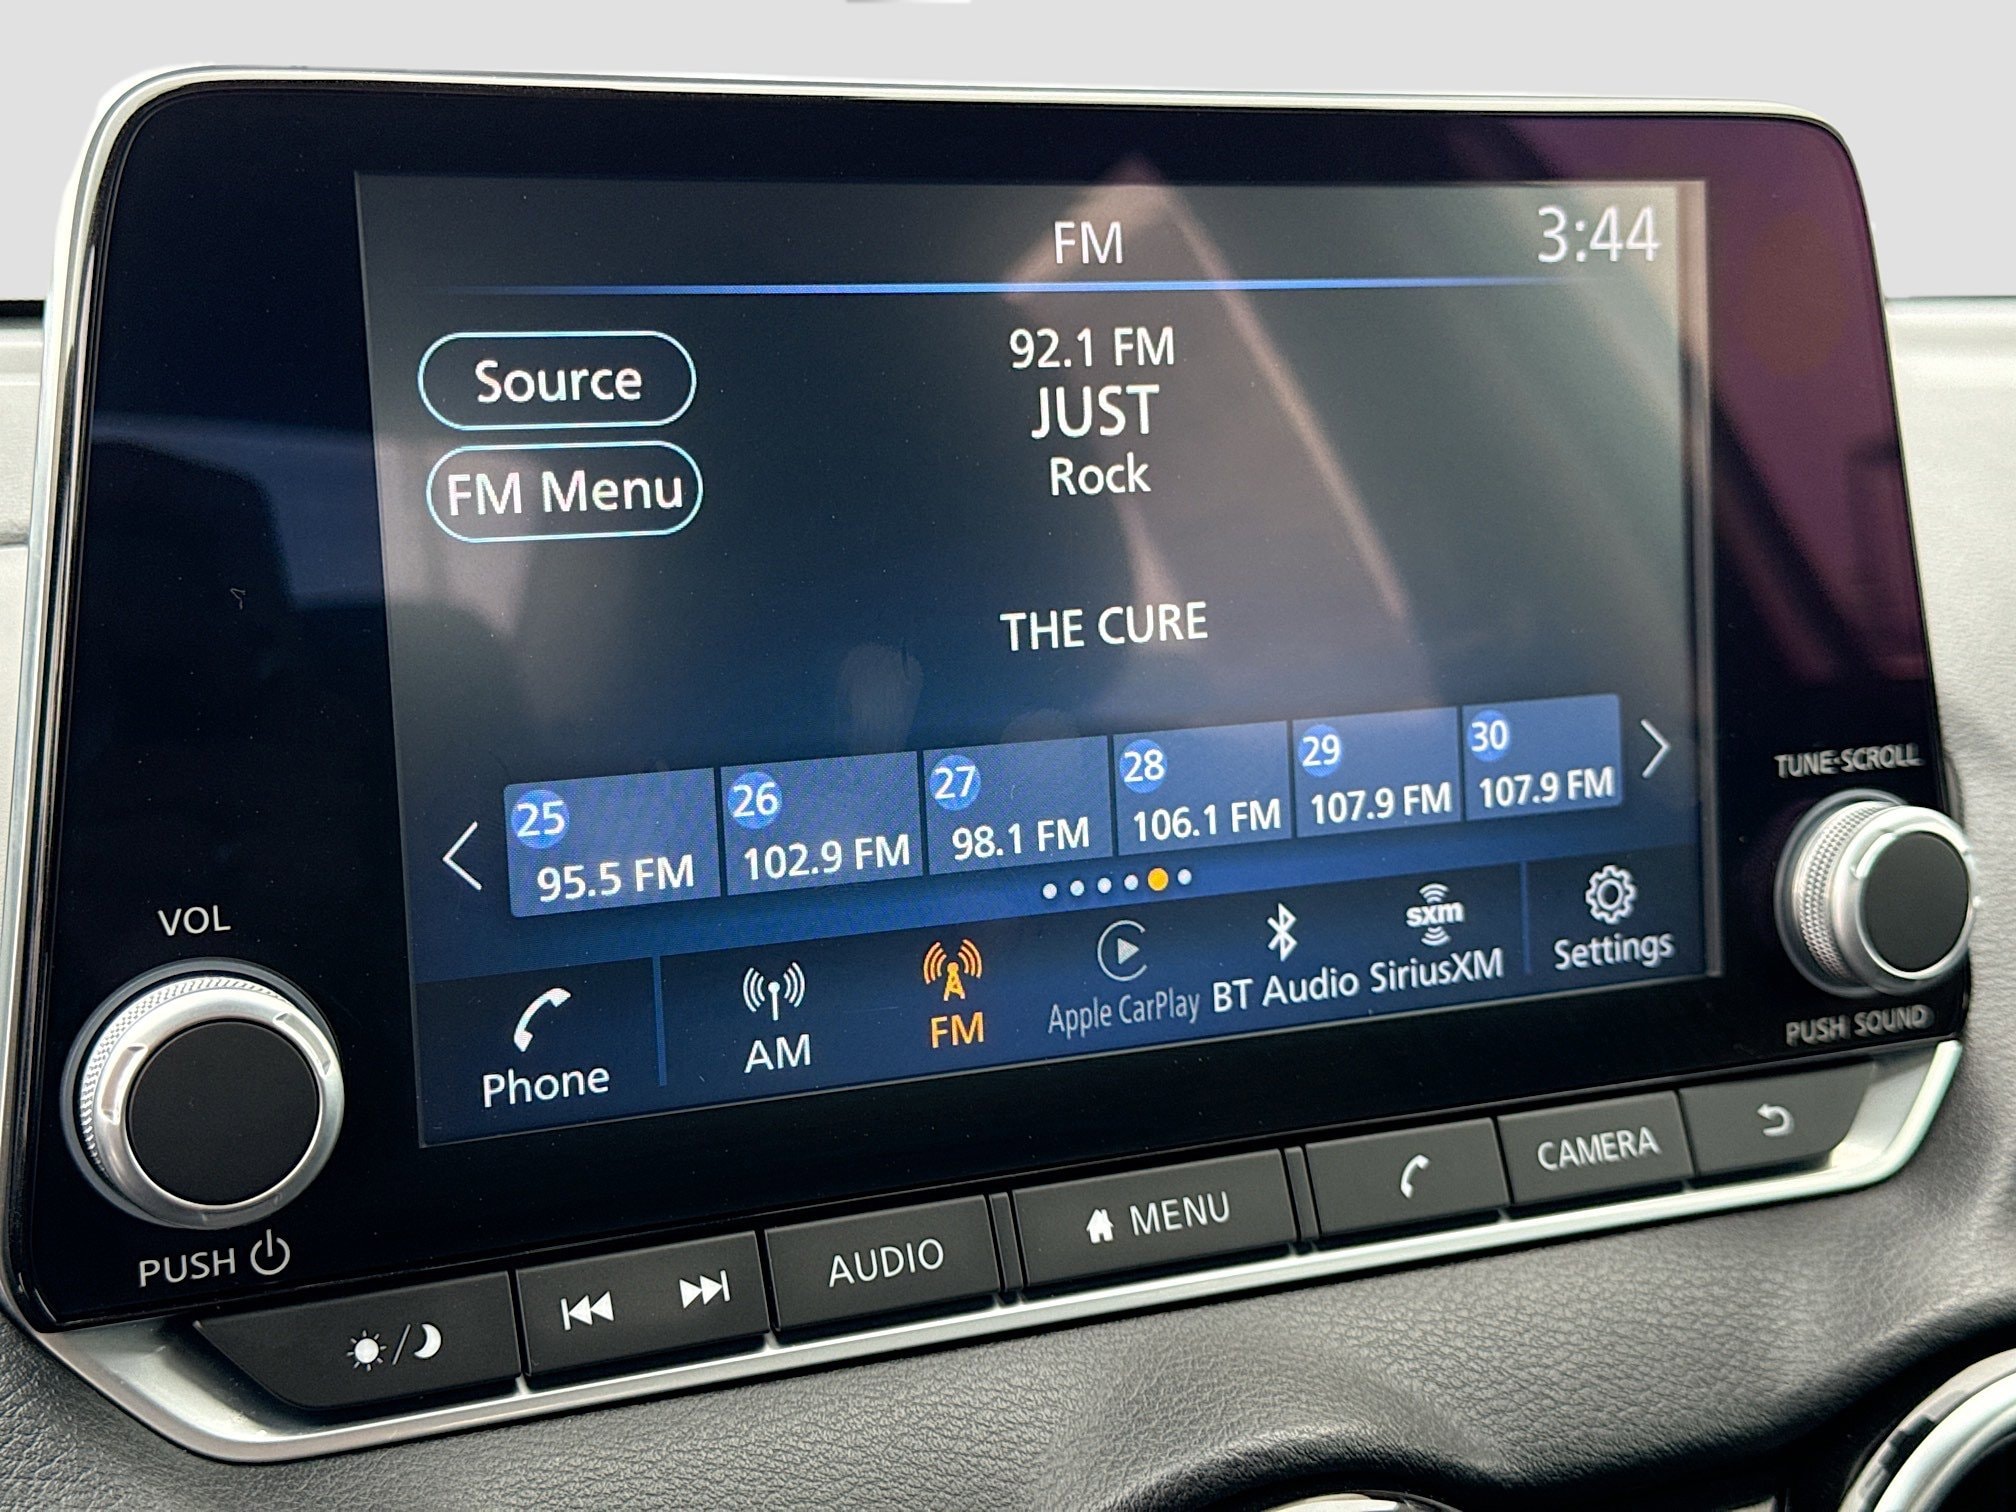 FM
3:44
Source
92.1 FM
JUST
FM Menu
Rock
THE CURE
25
95.5 FM
26
102.9 FM
27
98.1 FM
28
106.1 FM
29
107.9 FM
30
107.9 FM
Phone
AM
FM
Apple CarPlay
BT Audio
sxm
SiriusXM
Settings
VOL
PUSH
TUNE·SCROLL
PUSH SOUND
AUDIO
MENU
CAMERA